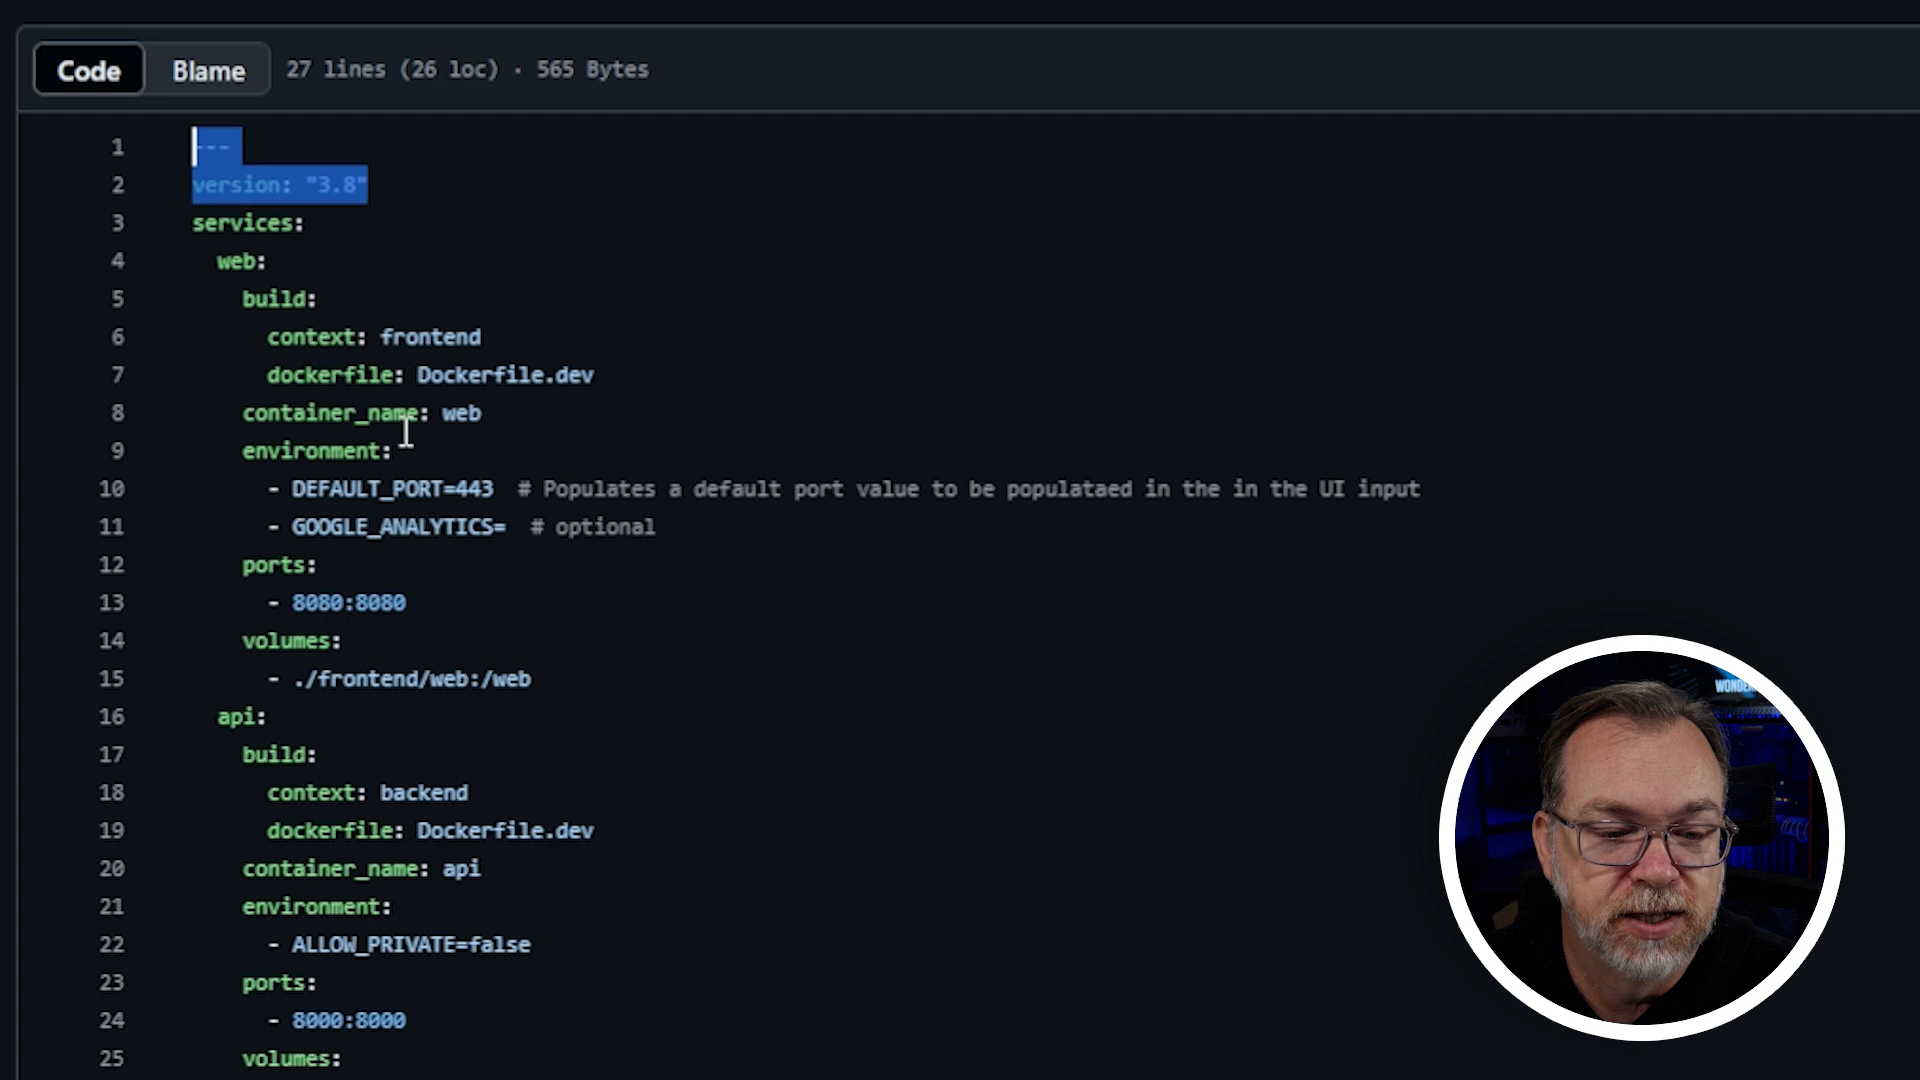 Code Blame 27 lines (26 loc) · 565 Bytes
1 ---
2 version: "3.8"
3 services:
4 web:
5 build:
6 context: frontend
7 dockerfile: Dockerfile.dev
8 container_name: web
9 environment:
10 - DEFAULT_PORT=443 # Populates a default port value to be populataed in the in the UI input
11 - GOOGLE_ANALYTICS= # optional
12 ports:
13 - 8080:8080
14 volumes:
15 - ./frontend/web:/web
16 api:
17 build:
18 context: backend
19 dockerfile: Dockerfile.dev
20 container_name: api
21 environment:
22 - ALLOW_PRIVATE=false
23 ports:
24 - 8000:8000
25 volumes: